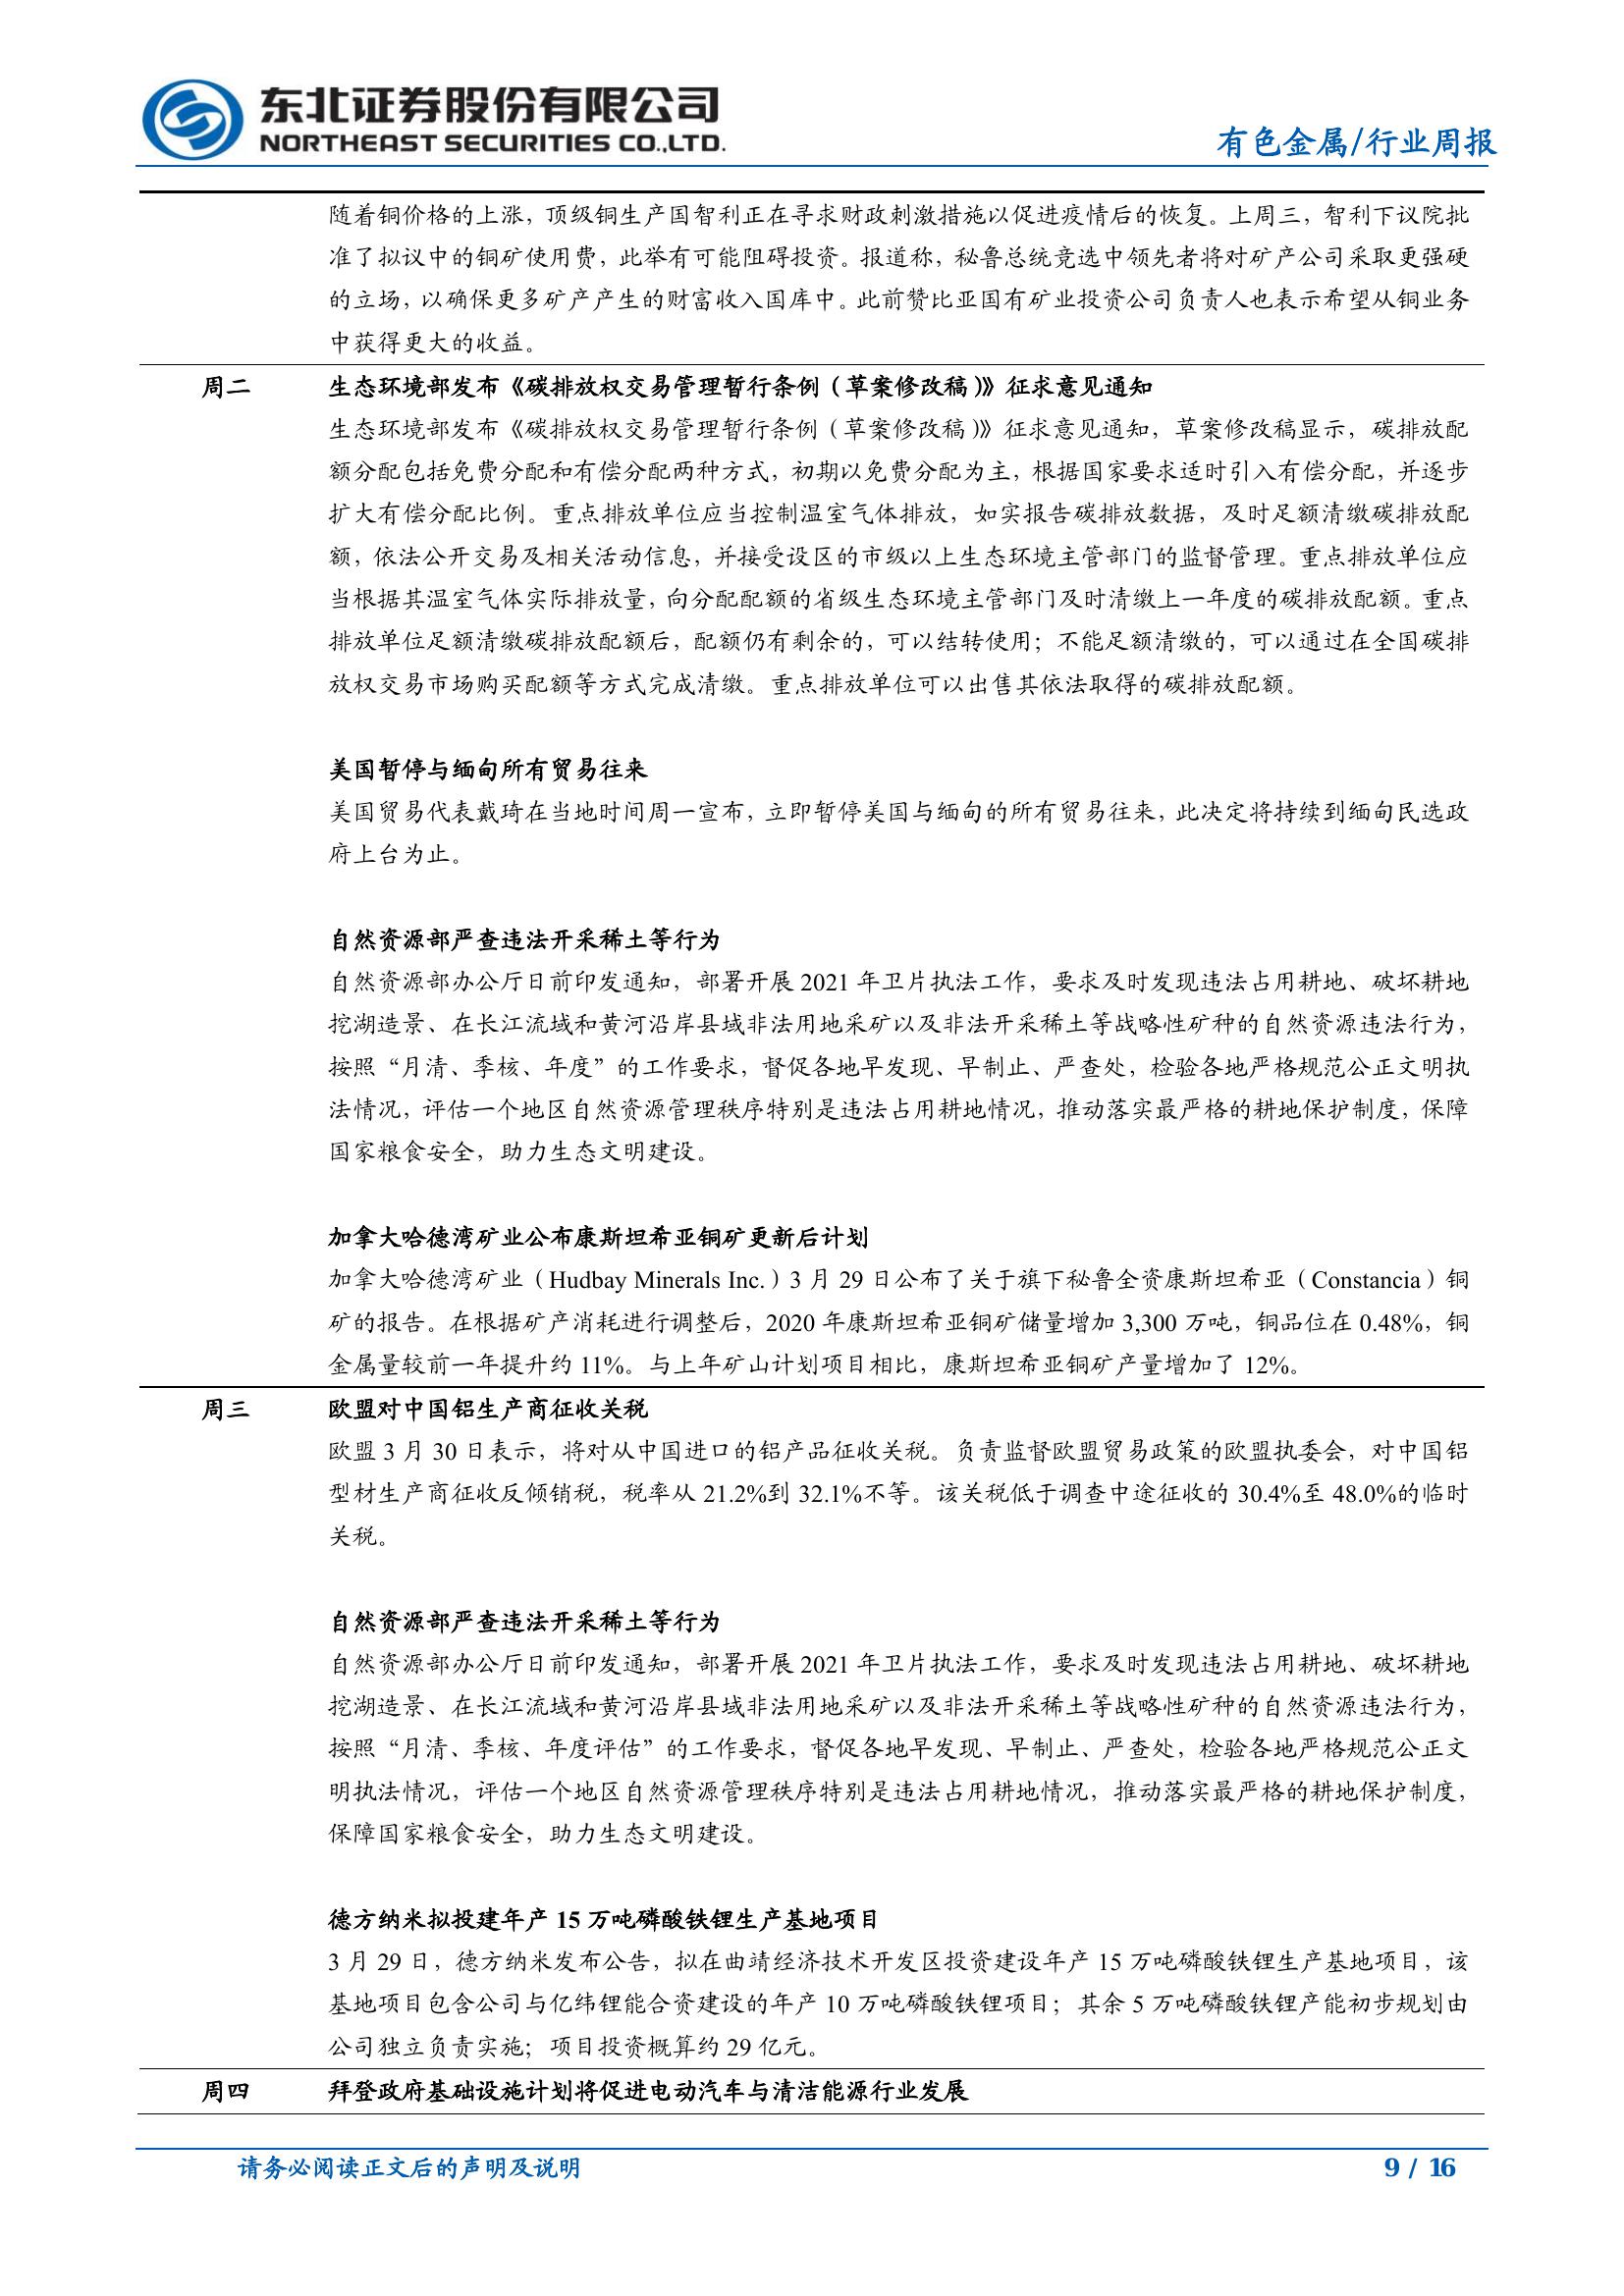 东北证券股份有限公司
NORTHEAST SECURITIES CO.,LTD.
有色金属/行业周报
随着铜价格的上涨，顶级铜生产国智利正在寻求财政刺激措施以促进疫情后的恢复。上周三，智利下议院批
准了拟议中的铜矿使用费，此举有可能阻碍投资。报道称，秘鲁总统竞选中领先者将对矿产公司采取更强硬
的立场，以确保更多矿产产生的财富收入国库中。此前赞比亚国有矿业投资公司负责人也表示希望从铜业务
中获得更大的收益。
周二 生态环境部发布《碳排放权交易管理暂行条例（草案修改稿）》征求意见通知
生态环境部发布《碳排放权交易管理暂行条例（草案修改稿）》征求意见通知，草案修改稿显示，碳排放配
额分配包括免费分配和有偿分配两种方式，初期以免费分配为主，根据国家要求适时引入有偿分配，并逐步
扩大有偿分配比例。重点排放单位应当控制温室气体排放，如实报告碳排放数据，及时足额清缴碳排放配
额，依法公开交易及相关活动信息，并接受设区的市级以上生态环境主管部门的监督管理。重点排放单位应
当根据其温室气体实际排放量，向分配配额的省级生态环境主管部门及时清缴上一年度的碳排放配额。重点
排放单位足额清缴碳排放配额后，配额仍有剩余的，可以结转使用；不能足额清缴的，可以通过在全国碳排
放权交易市场购买配额等方式完成清缴。重点排放单位可以出售其依法取得的碳排放配额。
美国暂停与缅甸所有贸易往来
美国贸易代表戴琦在当地时间周一宣布，立即暂停美国与缅甸的所有贸易往来，此决定将持续到缅甸民选政
府上台为止。
自然资源部严查违法开采稀土等行为
自然资源部办公厅日前印发通知，部署开展 2021 年卫片执法工作，要求及时发现违法占用耕地、破坏耕地
挖湖造景、在长江流域和黄河沿岸县域非法用地采矿以及非法开采稀土等战略性矿种的自然资源违法行为，
按照“月清、季核、年度”的工作要求，督促各地早发现、早制止、严查处，检验各地严格规范公正文明执
法情况，评估一个地区自然资源管理秩序特别是违法占用耕地情况，推动落实最严格的耕地保护制度，保障
国家粮食安全，助力生态文明建设。
加拿大哈德湾矿业公布康斯坦希亚铜矿更新后计划
加拿大哈德湾矿业（Hudbay Minerals Inc.）3 月 29 日公布了关于旗下秘鲁全资康斯坦希亚（Constancia）铜
矿的报告。在根据矿产消耗进行调整后，2020 年康斯坦希亚铜矿储量增加 3,300 万吨，铜品位在 0.48%，铜
金属量较前一年提升约 11%。与上年矿山计划项目相比，康斯坦希亚铜矿产量增加了 12%。
周三 欧盟对中国铝生产商征收关税
欧盟 3 月 30 日表示，将对从中国进口的铝产品征收关税。负责监督欧盟贸易政策的欧盟执委会，对中国铝
型材生产商征收反倾销税，税率从 21.2%到 32.1%不等。该关税低于调查中途征收的 30.4%至 48.0%的临时
关税。
自然资源部严查违法开采稀土等行为
自然资源部办公厅日前印发通知，部署开展 2021 年卫片执法工作，要求及时发现违法占用耕地、破坏耕地
挖湖造景、在长江流域和黄河沿岸县域非法用地采矿以及非法开采稀土等战略性矿种的自然资源违法行为，
按照“月清、季核、年度评估”的工作要求，督促各地早发现、早制止、严查处，检验各地严格规范公正文
明执法情况，评估一个地区自然资源管理秩序特别是违法占用耕地情况，推动落实最严格的耕地保护制度，
保障国家粮食安全，助力生态文明建设。
德方纳米拟投建年产 15 万吨磷酸铁锂生产基地项目
3 月 29 日，德方纳米发布公告，拟在曲靖经济技术开发区投资建设年产 15 万吨磷酸铁锂生产基地项目，该
基地项目包含公司与亿纬锂能合资建设的年产 10 万吨磷酸铁锂项目；其余 5 万吨磷酸铁锂产能初步规划由
公司独立负责实施；项目投资概算约 29 亿元。
周四 拜登政府基础设施计划将促进电动汽车与清洁能源行业发展
请务必阅读正文后的声明及说明
9 / 16